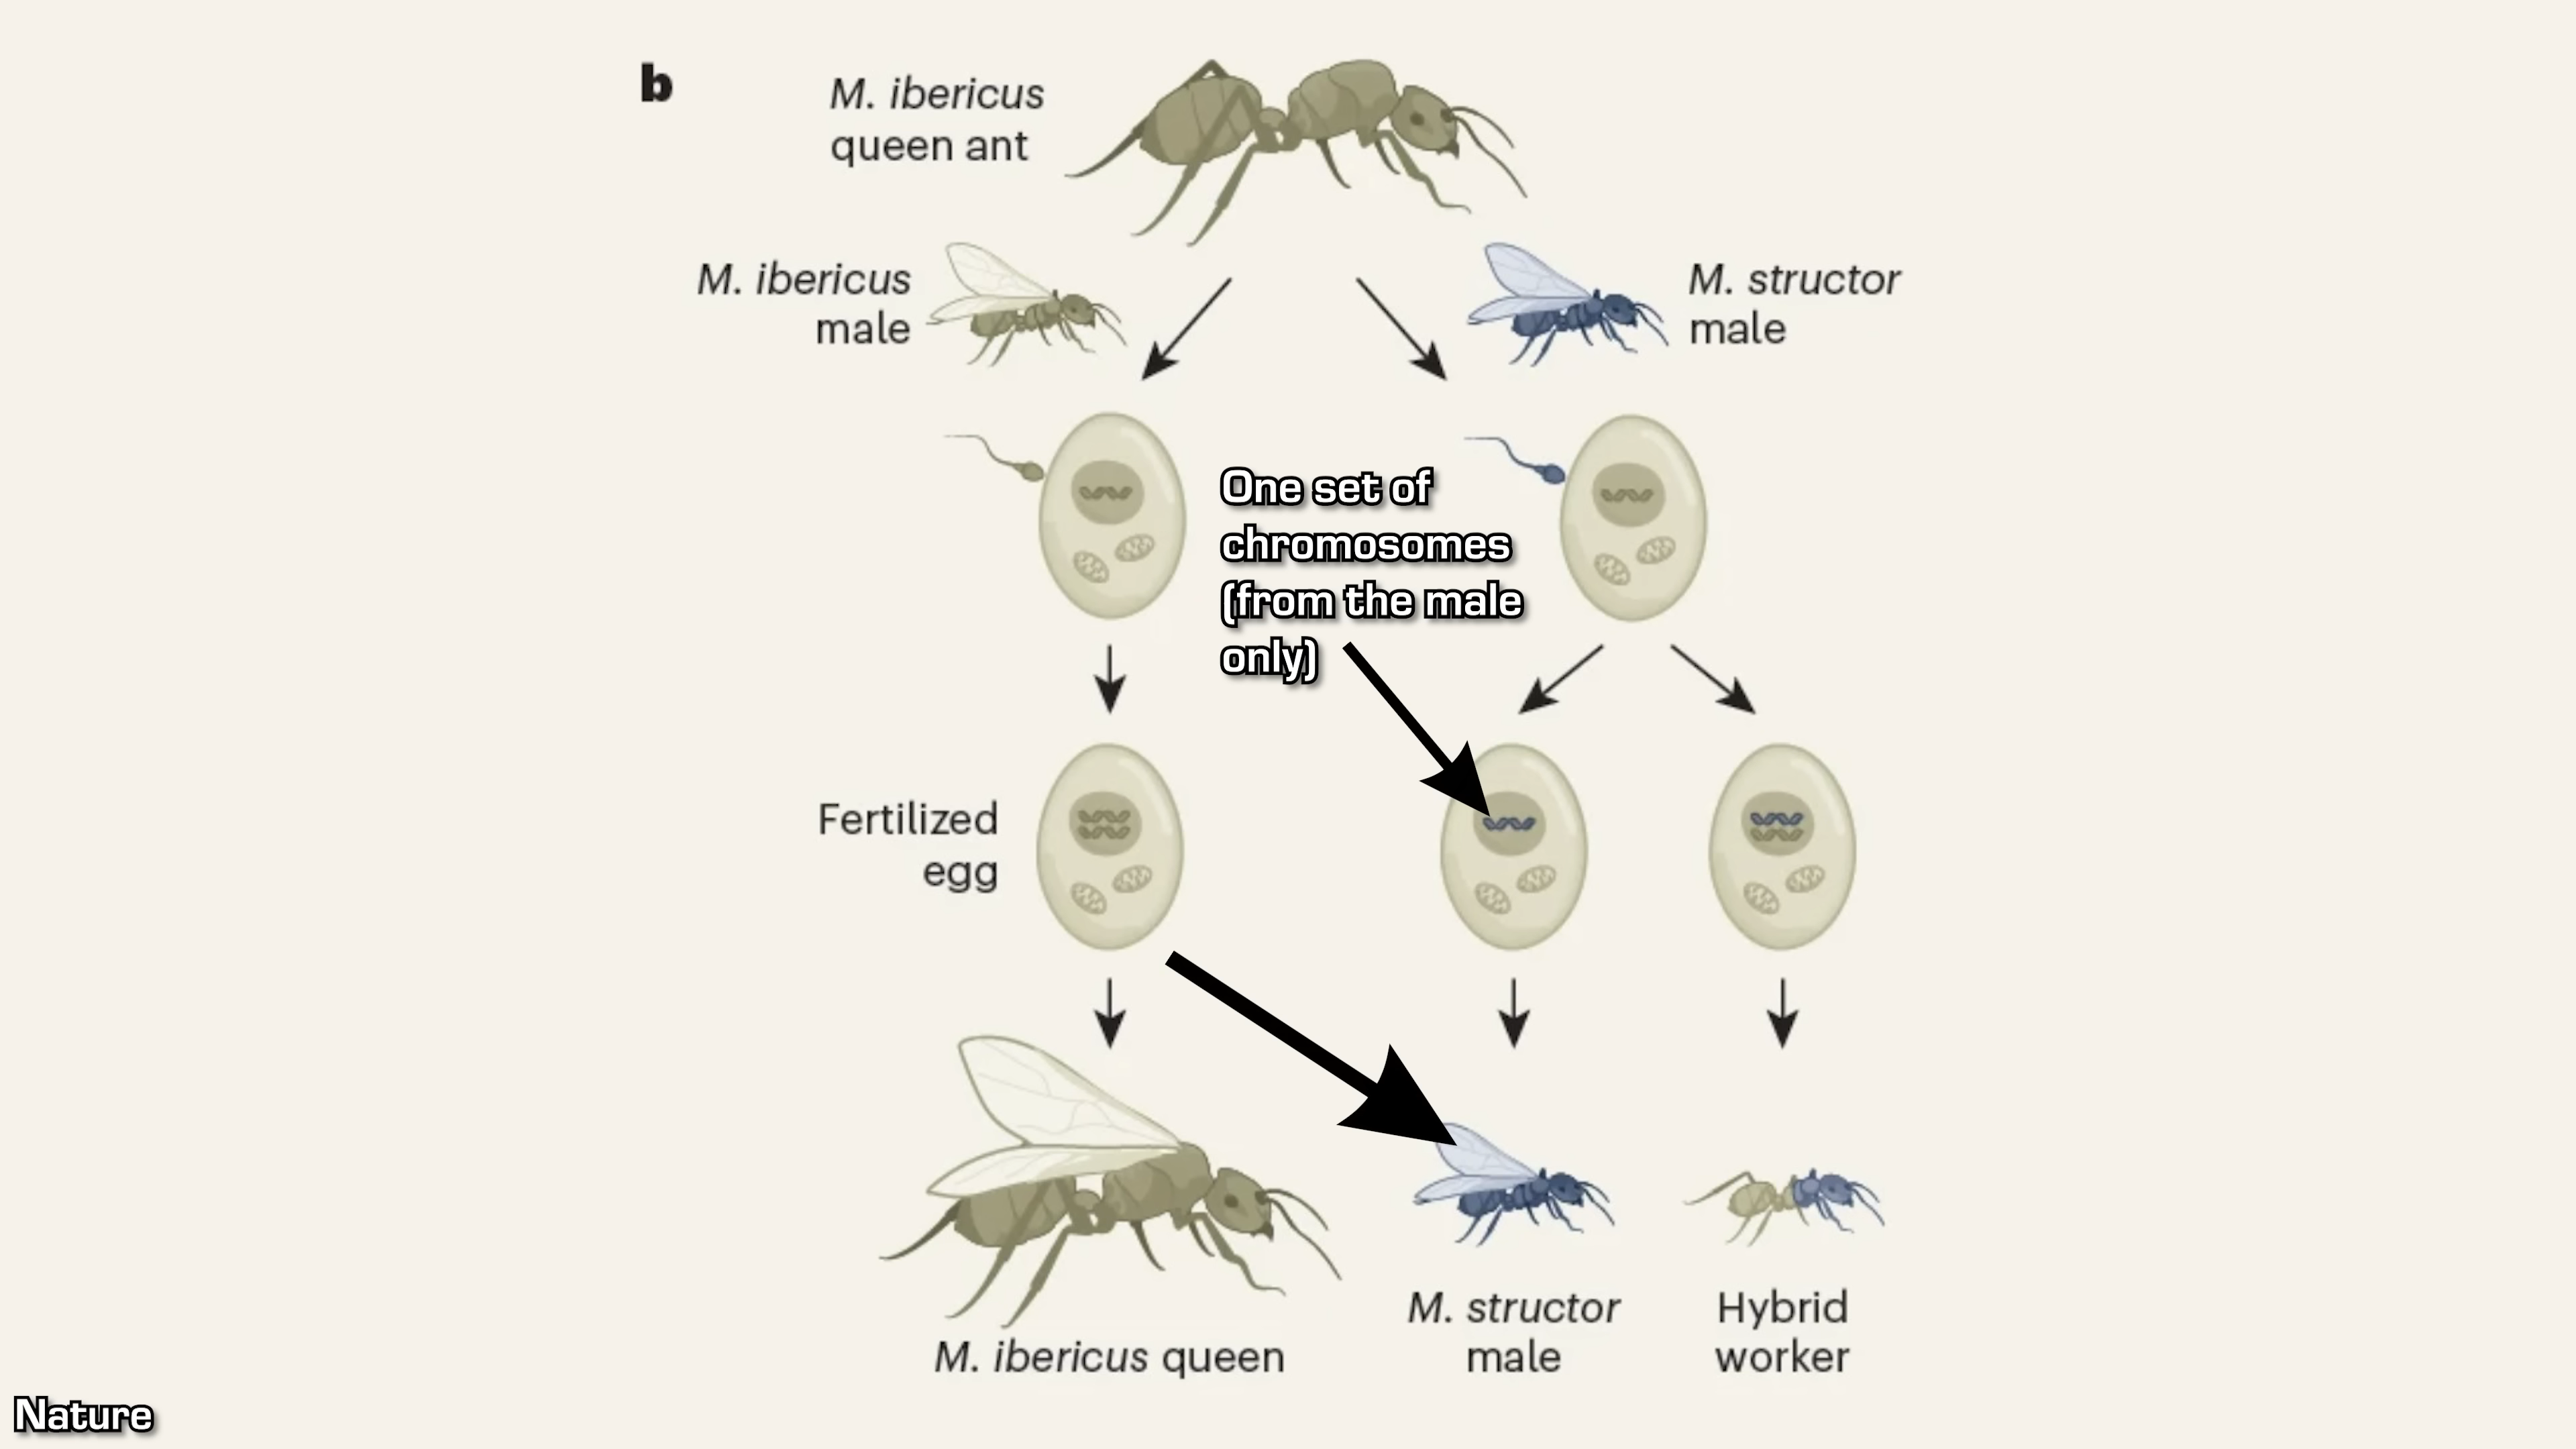 b
M. ibericus
queen ant
M. ibericus
male
M. structor
male
One set of
chromosomes
(from the male
only)
Fertilized
egg
M. ibericus queen
M. structor
male
Hybrid
worker
Nature